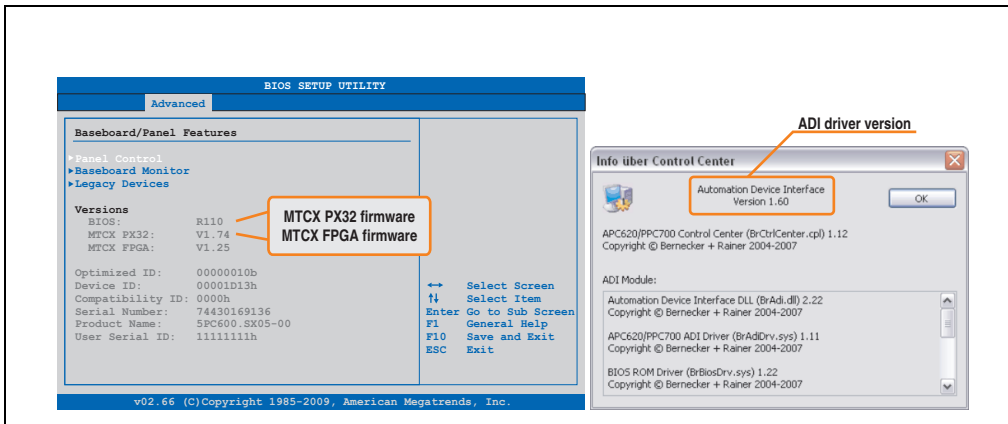 BIOS SETUP UTILITY
Advanced
Baseboard/Panel Features
▶Panel Control
▶Baseboard Monitor
▶Legacy Devices
Versions
BIOS: R110
MTCX PX32: V1.74
MTCX FPGA: V1.25
MTCX PX32 firmware
MTCX FPGA firmware
Optimized ID: 00000010b
Device ID: 00001D13h
Compatibility ID: 0000h
Serial Number: 74430169136
Product Name: 5PC600.SX05-00
User Serial ID: 11111111h
↔ Select Screen
↑↓ Select Item
Enter Go to Sub Screen
F1 General Help
F10 Save and Exit
ESC Exit
v02.66 (C)Copyright 1985-2009, American Megatrends, Inc.
ADI driver version
Info über Control Center
Automation Device Interface
Version 1.60
OK
APC620/PPC700 Control Center (BrCtrlCenter.cpl) 1.12
Copyright © Bernecker + Rainer 2004-2007
ADI Module:
Automation Device Interface DLL (BrAdi.dll) 2.22
Copyright © Bernecker + Rainer 2004-2007
APC620/PPC700 ADI Driver (BrAdiDrv.sys) 1.11
Copyright © Bernecker + Rainer 2004-2007
BIOS ROM Driver (BrBiosDrv.sys) 1.22
Copyright © Bernecker + Rainer 2004-2007